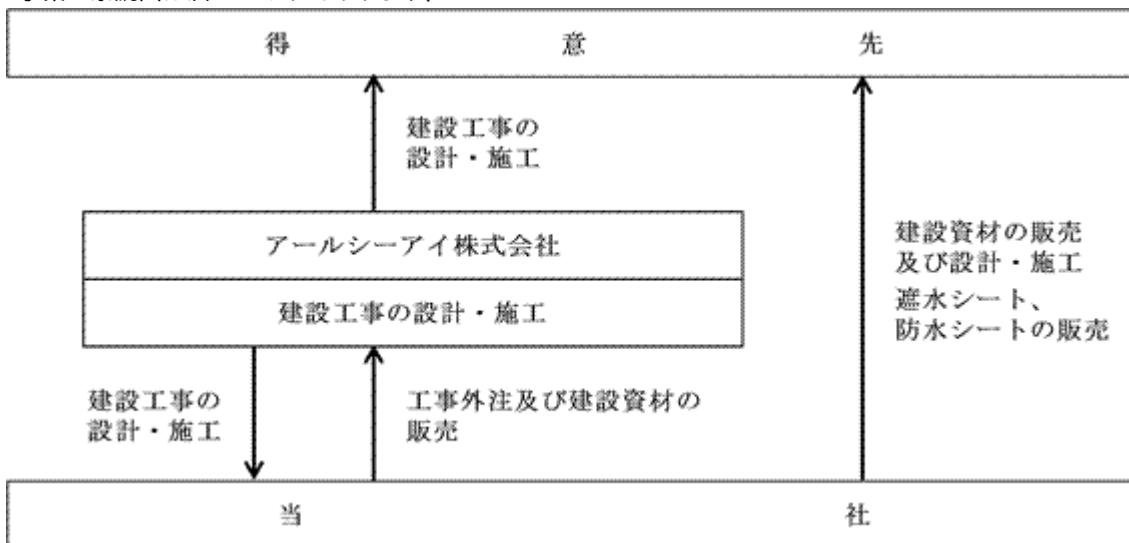 得意先
建設工事の
設計・施工
アールシーアイ株式会社
建設工事の設計・施工
建設資材の販売
及び設計・施工
遮水シート、
防水シートの販売
建設工事の
設計・施工
工事外注及び建設資材の
販売
当社